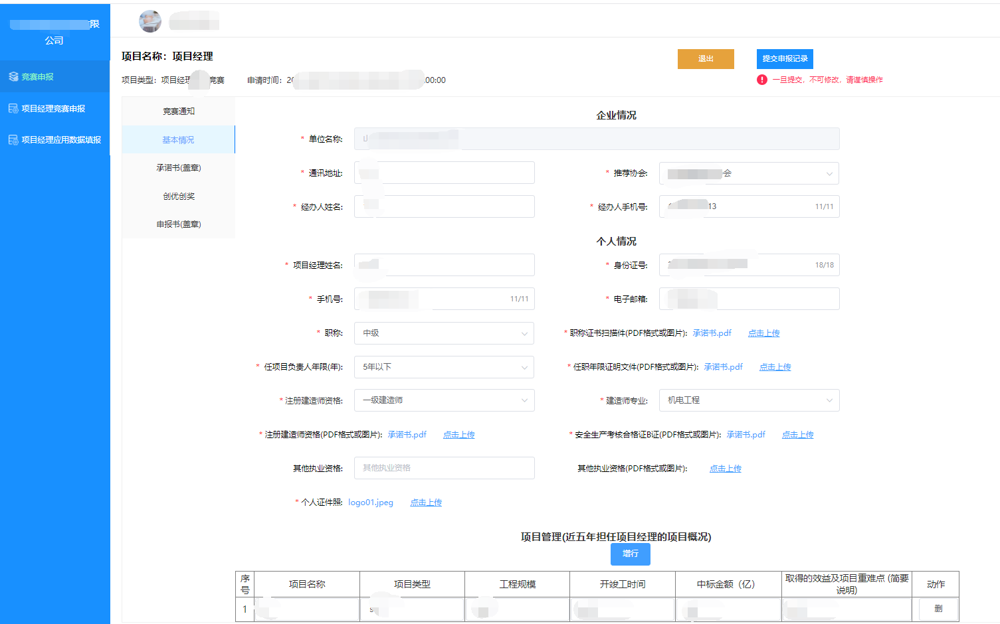 限
公司
竞赛申报
项目经理竞赛申报
项目经理应用数据填报
项目名称：项目经理
退出
提交申报记录
项目类型：项目经理 竞赛
申请时间：20 :00:00
一旦提交，不可修改，请谨慎操作
竞赛通知
基本情况
承诺书(盖章)
创优创奖
申报书(盖章)
企业情况
* 单位名称:
* 通讯地址:
* 推荐协会: 会
* 经办人姓名:
* 经办人手机号: 13 11/11
个人情况
* 项目经理姓名:
* 身份证号: 18/18
* 手机号: 11/11
* 电子邮箱:
* 职称: 中级
* 职称证书扫描件(PDF格式或图片): 承诺书.pdf 点击上传
* 任项目负责人年限(年): 5年以下
* 任职年限证明文件(PDF格式或图片): 承诺书.pdf 点击上传
* 注册建造师资格: 一级建造师
* 建造师专业: 机电工程
* 注册建造师资格(PDF格式或图片): 承诺书.pdf 点击上传
* 安全生产考核合格证B证(PDF格式或图片): 承诺书.pdf 点击上传
其他执业资格: 其他执业资格
其他执业资格(PDF格式或图片): 点击上传
* 个人证件照: logo01.jpeg 点击上传
项目管理(近五年担任项目经理的项目概况)
增行
序号 项目名称 项目类型 工程规模 开竣工时间 中标金额（亿） 取得的效益及项目重难点 (简要说明) 动作
1 删